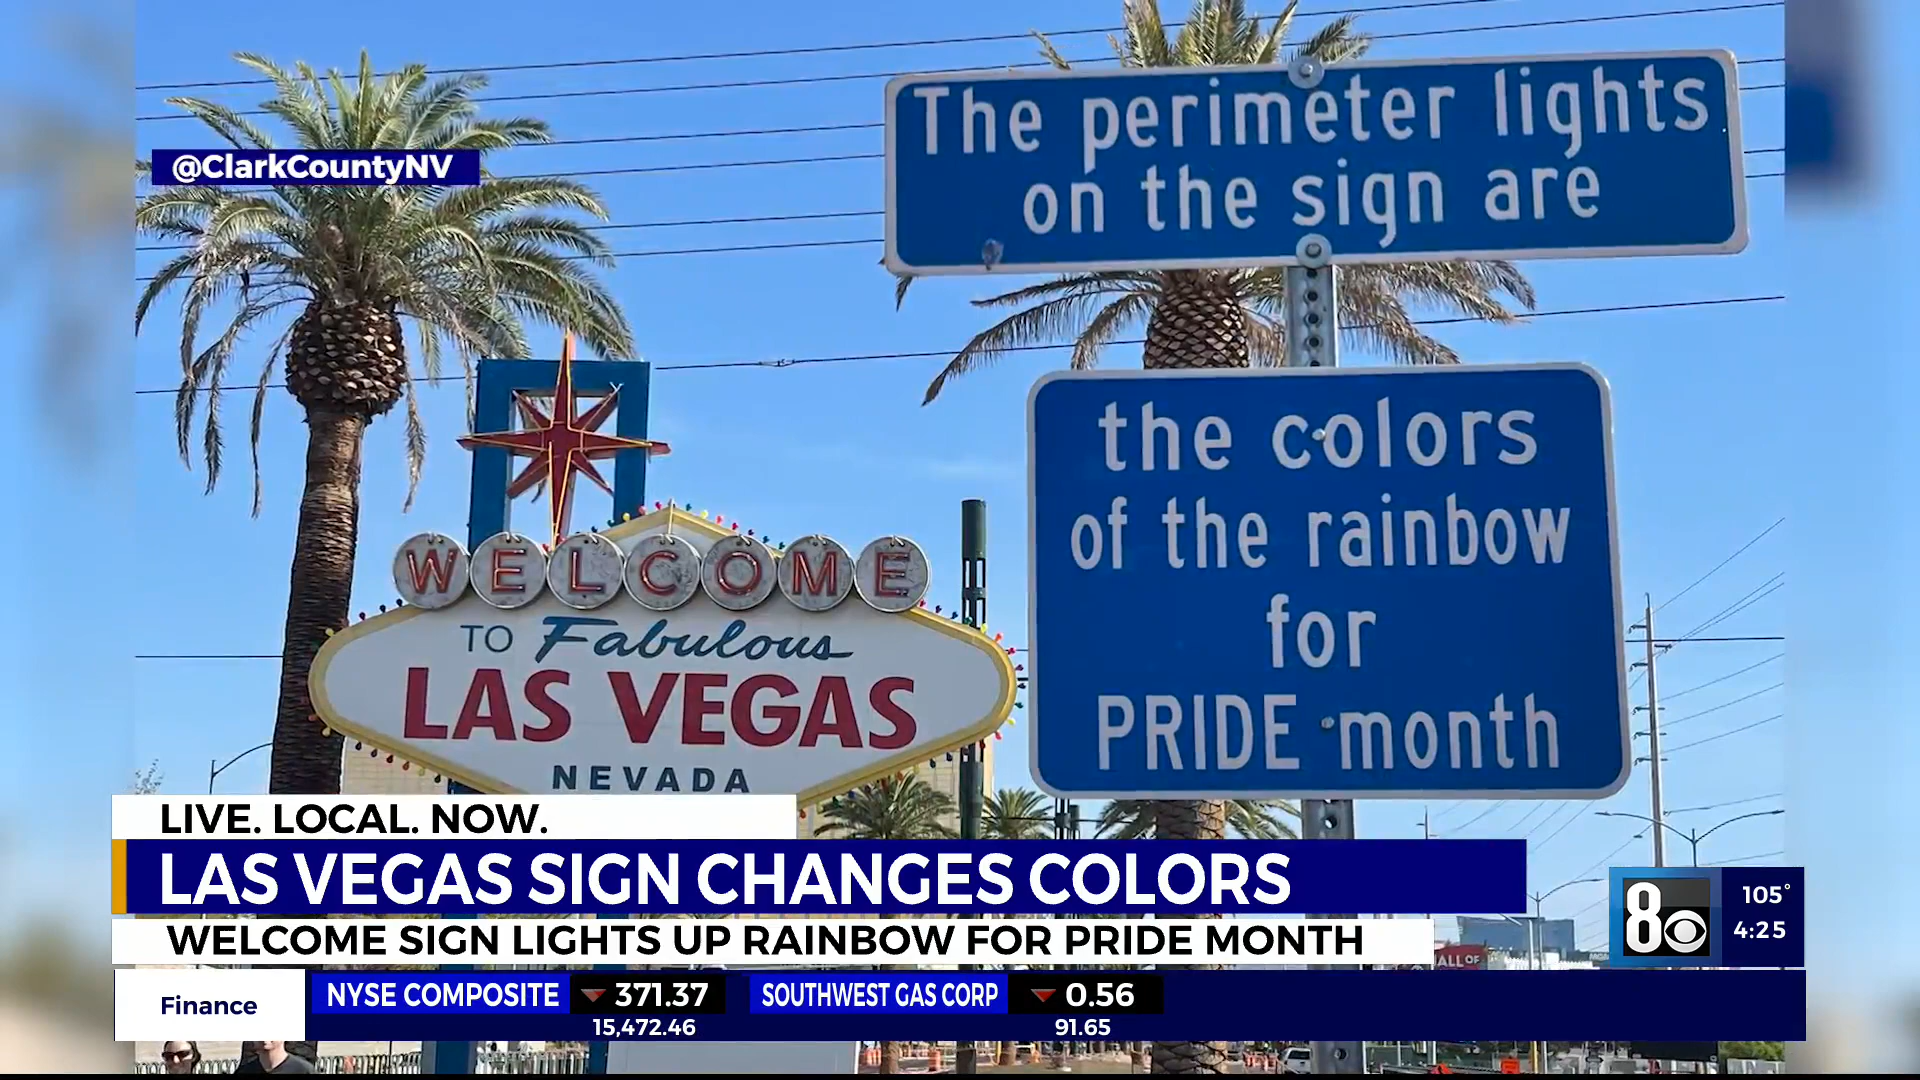 @ClarkCountyNV
The perimeter lights
on the sign are
the colors
of the rainbow
for
PRIDE month
WELCOME
TO Fabulous
LAS VEGAS
NEVADA
LIVE. LOCAL. NOW.
LAS VEGAS SIGN CHANGES COLORS
WELCOME SIGN LIGHTS UP RAINBOW FOR PRIDE MONTH
8
105°
4:25
Finance
NYSE COMPOSITE 371.37
15,472.46
SOUTHWEST GAS CORP 0.56
91.65